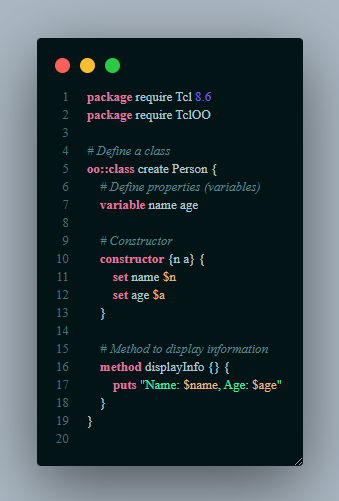 1 package require Tcl 8.6
2 package require TclOO
3
4 # Define a class
5 oo::class create Person {
6     # Define properties (variables)
7     variable name age
8
9     # Constructor
10     constructor {n a} {
11         set name $n
12         set age $a
13     }
14
15     # Method to display information
16     method displayInfo {} {
17         puts "Name: $name, Age: $age"
18     }
19 }
20